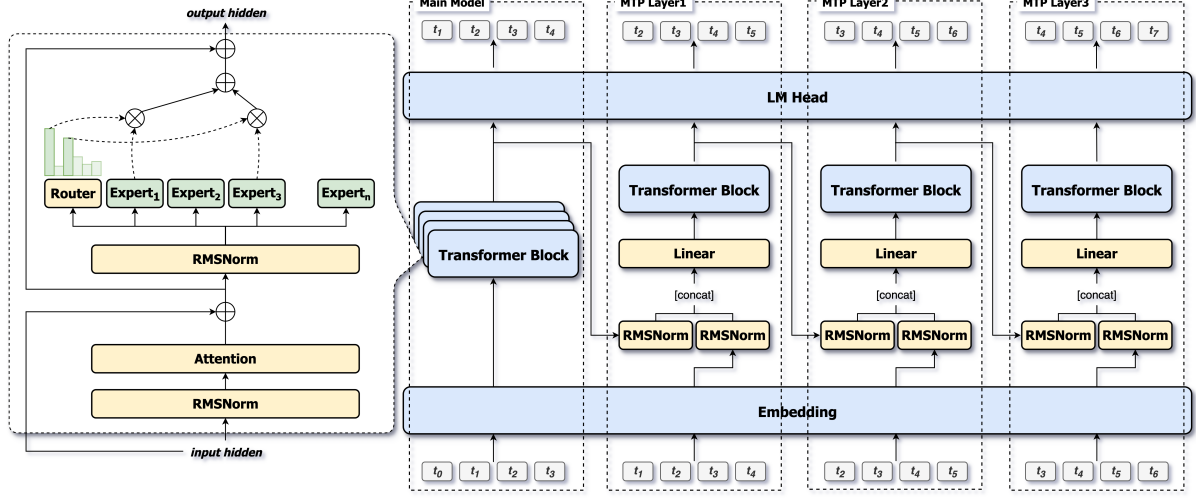 output hidden
Router
Expert1
Expert2
Expert3
Expertn
RMSNorm
Attention
RMSNorm
input hidden
Main Model
t1 t2 t3 t4
MTP Layer1
t2 t3 t4 t5
MTP Layer2
t3 t4 t5 t6
MTP Layer3
t4 t5 t6 t7
LM Head
Transformer Block
Transformer Block
Linear
[concat]
RMSNorm RMSNorm
Transformer Block
Linear
[concat]
RMSNorm RMSNorm
Transformer Block
Linear
[concat]
RMSNorm RMSNorm
Embedding
t0 t1 t2 t3
t1 t2 t3 t4
t2 t3 t4 t5
t3 t4 t5 t6